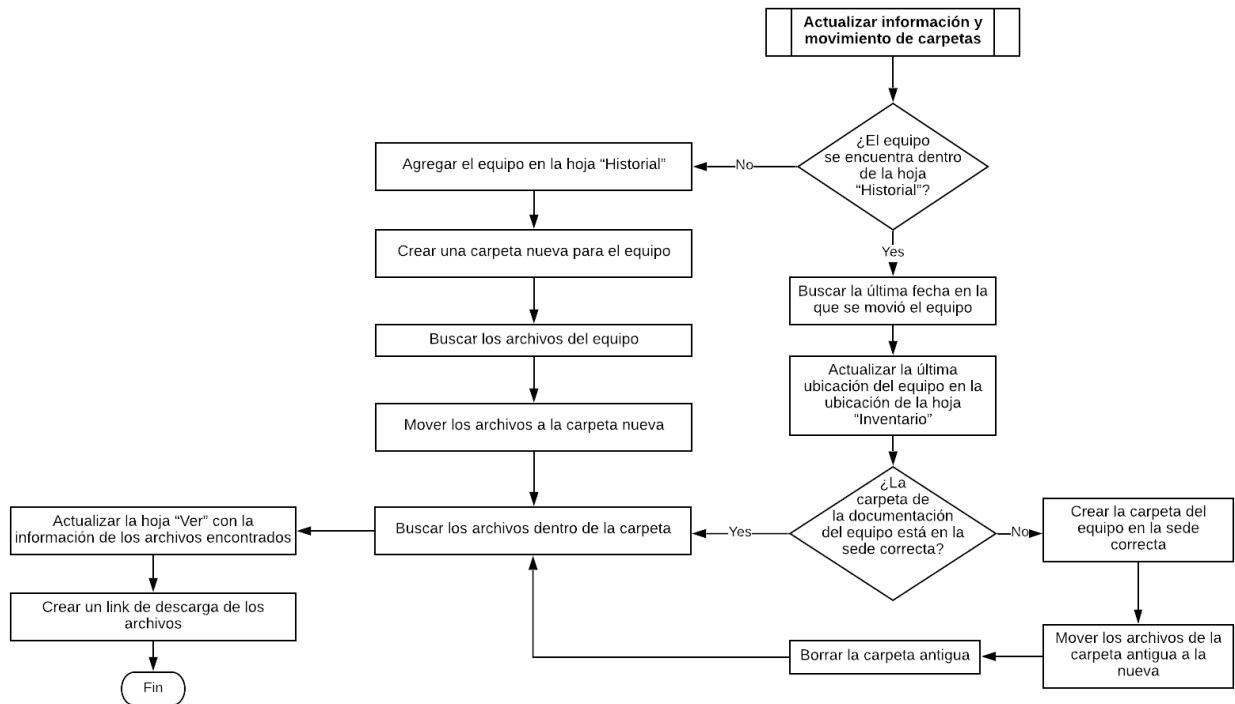 Actualizar información y
movimiento de carpetas
¿El equipo
se encuentra dentro
de la hoja
“Historial”?
No
Agregar el equipo en la hoja “Historial”
Crear una carpeta nueva para el equipo
Buscar los archivos del equipo
Mover los archivos a la carpeta nueva
Yes
Buscar la última fecha en la
que se movió el equipo
Actualizar la última
ubicación del equipo en la
ubicación de la hoja
“Inventario”
¿La
carpeta de
la documentación
del equipo está en la
sede correcta?
Yes
No
Buscar los archivos dentro de la carpeta
Crear la carpeta del
equipo en la sede
correcta
Mover los archivos de la
carpeta antigua a la
nueva
Borrar la carpeta antigua
Actualizar la hoja “Ver” con la
información de los archivos encontrados
Crear un link de descarga de los
archivos
Fin